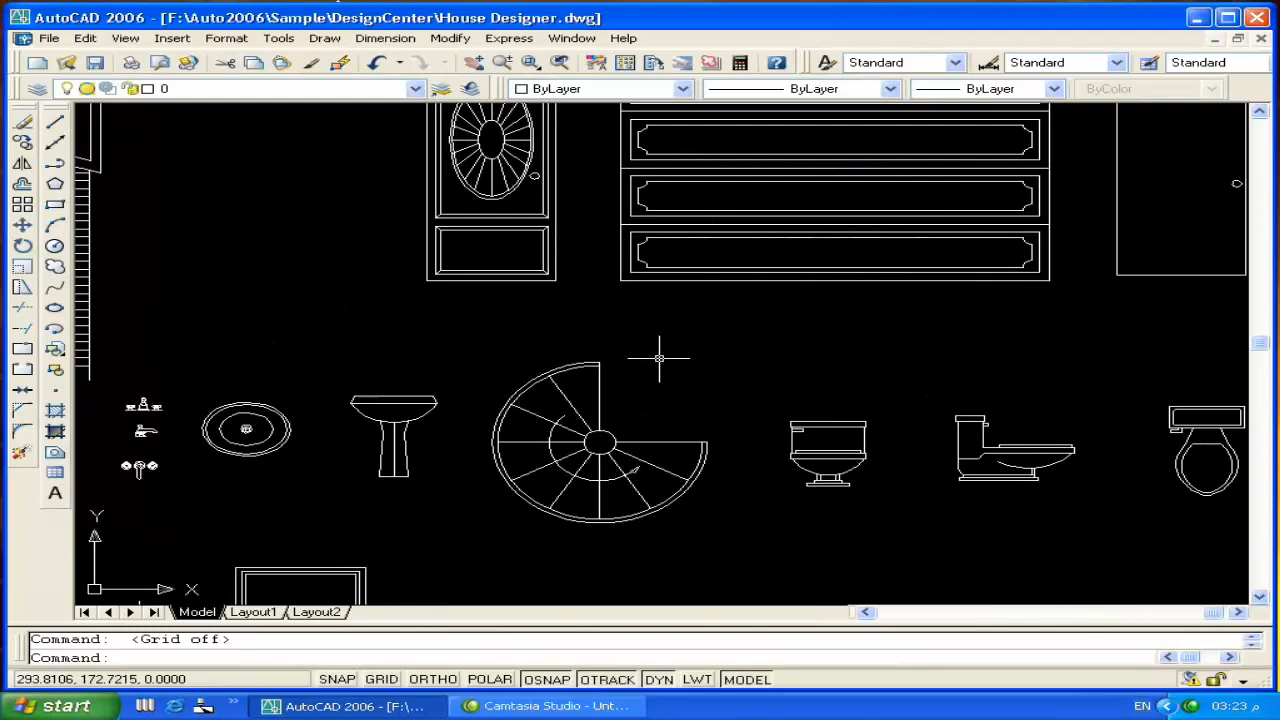 AutoCAD 2006 - [F:\Auto2006\Sample\DesignCenter\House Designer.dwg]
File Edit View Insert Format Tools Draw Dimension Modify Express Window Help
Standard Standard Standard
0 ByLayer ByLayer ByLayer ByColor
A
Y
X
Model Layout1 Layout2
Command: <Grid off>
Command:
293.8106, 172.7215, 0.0000 SNAP GRID ORTHO POLAR OSNAP OTRACK DYN LWT MODEL
start AutoCAD 2006 - [F:\... Camtasia Studio - Unt... EN 03:23 م